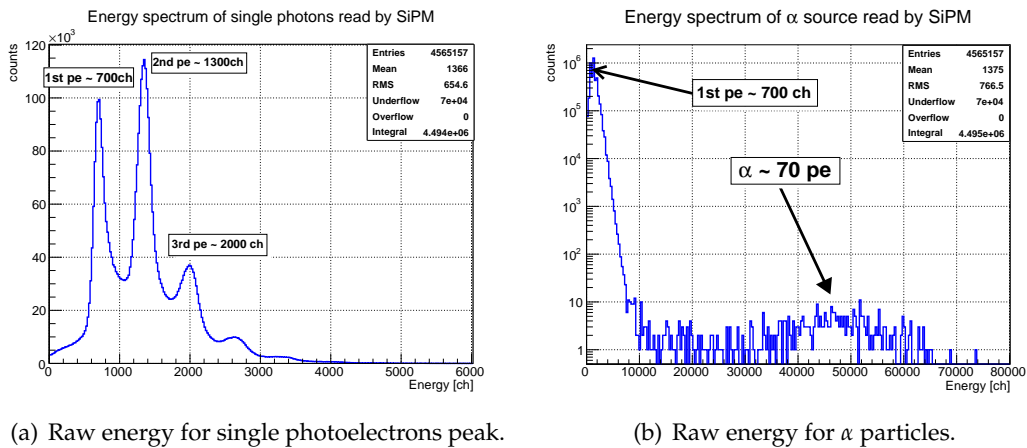 Energy spectrum of single photons read by SiPM
×10³
counts
120
100
80
60
40
20
0
0 1000 2000 3000 4000 5000 6000
Energy [ch]
1st pe ~ 700ch
2nd pe ~ 1300ch
3rd pe ~ 2000 ch
Entries 4565157
Mean 1366
RMS 654.6
Underflow 7e+04
Overflow 0
Integral 4.494e+06
(a) Raw energy for single photoelectrons peak.
Energy spectrum of α source read by SiPM
counts
10⁶
10⁵
10⁴
10³
10²
10
1
0 10000 20000 30000 40000 50000 60000 70000 80000
Energy [ch]
1st pe ~ 700 ch
α ~ 70 pe
Entries 4565157
Mean 1375
RMS 766.5
Underflow 7e+04
Overflow 0
Integral 4.495e+06
(b) Raw energy for α particles.